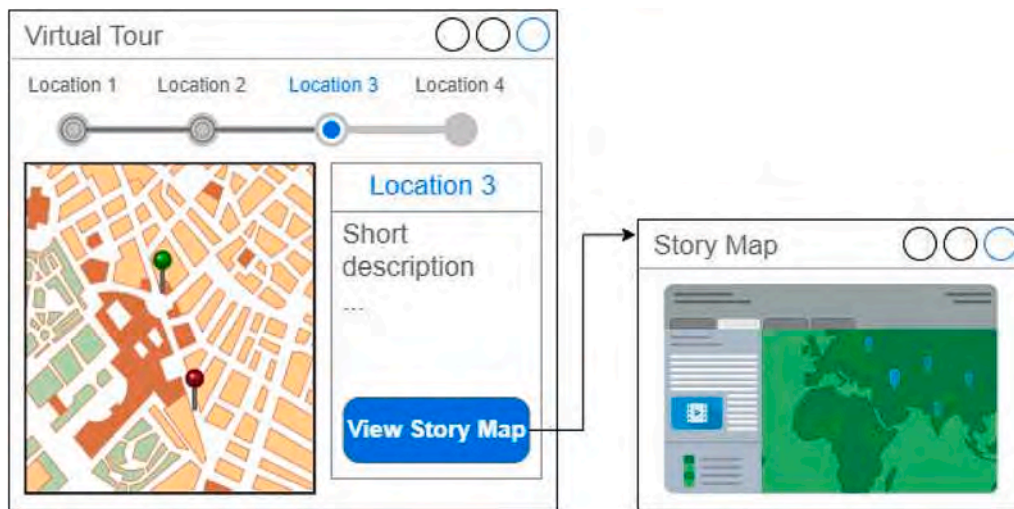 Virtual Tour
Location 1 Location 2 Location 3 Location 4
Location 3
Short
description
...
View Story Map
Story Map